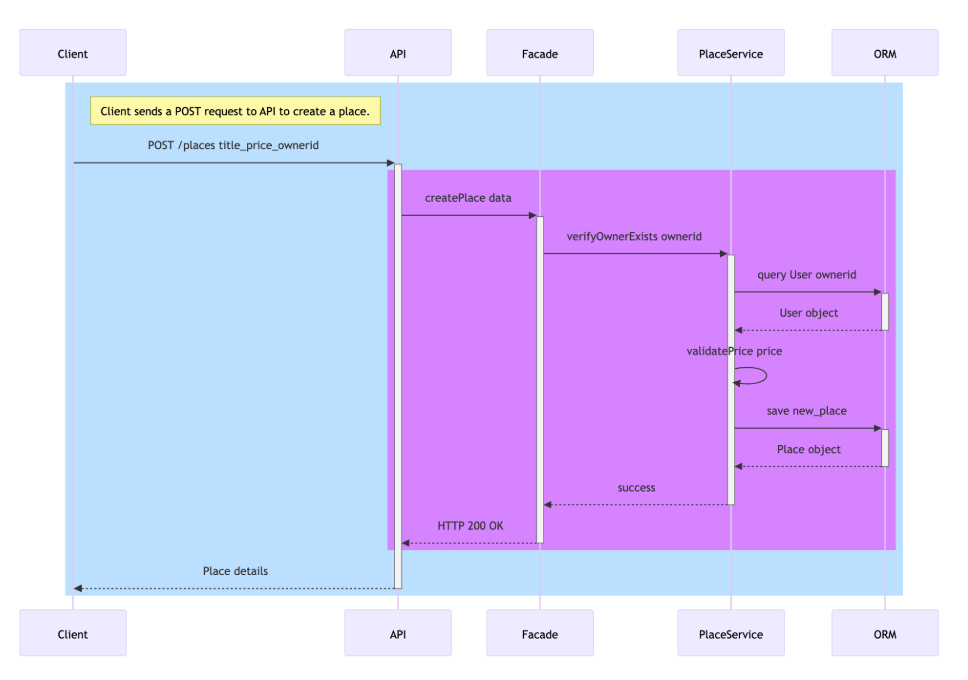 Client
API
Facade
PlaceService
ORM
Client sends a POST request to API to create a place.
POST /places title_price_ownerid
createPlace data
verifyOwnerExists ownerid
query User ownerid
User object
validatePrice price
save new_place
Place object
success
HTTP 200 OK
Place details
Client
API
Facade
PlaceService
ORM